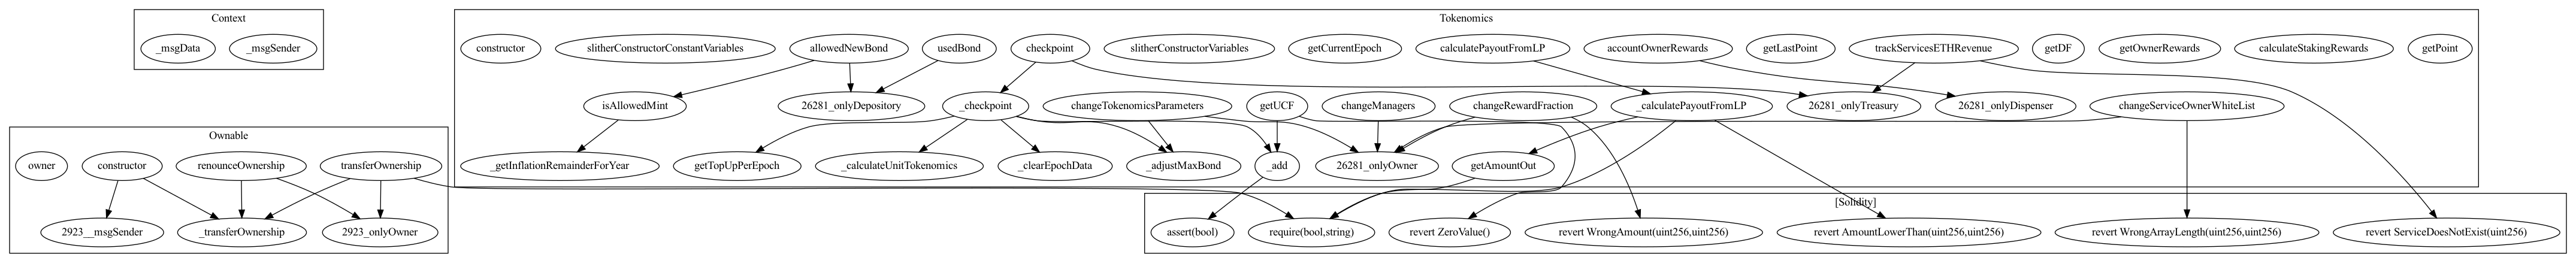 Context
_msgData
_msgSender
Tokenomics
constructor
slitherConstructorConstantVariables
allowedNewBond
usedBond
checkpoint
slitherConstructorVariables
getCurrentEpoch
calculatePayoutFromLP
accountOwnerRewards
getLastPoint
trackServicesETHRevenue
getDF
getOwnerRewards
calculateStakingRewards
getPoint
isAllowedMint
26281_onlyDepository
_checkpoint
changeTokenomicsParameters
getUCF
changeManagers
changeRewardFraction
_calculatePayoutFromLP
26281_onlyTreasury
26281_onlyDispenser
changeServiceOwnerWhiteList
_getInflationRemainderForYear
getTopUpPerEpoch
_calculateUnitTokenomics
_clearEpochData
_adjustMaxBond
_add
26281_onlyOwner
getAmountOut
Ownable
owner
constructor
renounceOwnership
transferOwnership
2923__msgSender
_transferOwnership
2923_onlyOwner
[Solidity]
assert(bool)
require(bool,string)
revert ZeroValue()
revert WrongAmount(uint256,uint256)
revert AmountLowerThan(uint256,uint256)
revert WrongArrayLength(uint256,uint256)
revert ServiceDoesNotExist(uint256)